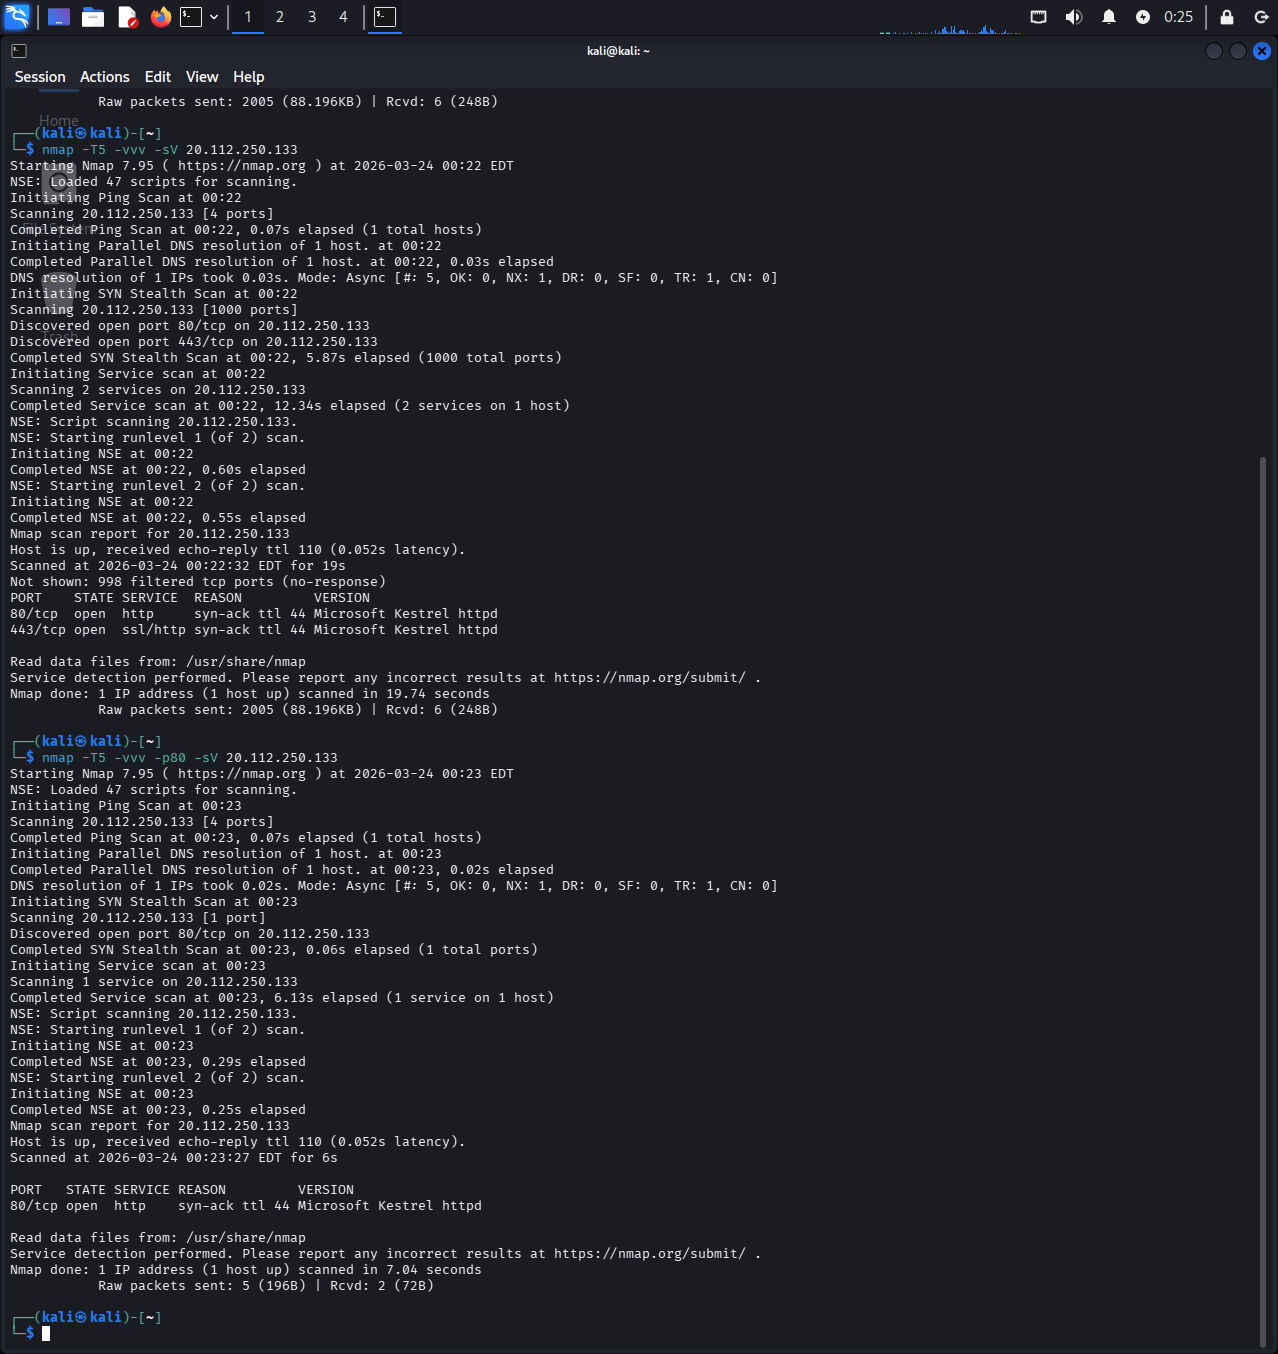 1 2 3 4 0:25
kali@kali: ~
Session Actions Edit View Help
Raw packets sent: 2005 (88.196KB) | Rcvd: 6 (248B)
Home
┌──(kali㉿kali)-[~]
└─$ nmap -T5 -vvv -sV 20.112.250.133
Starting Nmap 7.95 ( https://nmap.org ) at 2026-03-24 00:22 EDT
NSE: Loaded 47 scripts for scanning.
Initiating Ping Scan at 00:22
Scanning 20.112.250.133 [4 ports]
File System
Completed Ping Scan at 00:22, 0.07s elapsed (1 total hosts)
Initiating Parallel DNS resolution of 1 host. at 00:22
Completed Parallel DNS resolution of 1 host. at 00:22, 0.03s elapsed
DNS resolution of 1 IPs took 0.03s. Mode: Async [#: 5, OK: 0, NX: 1, DR: 0, SF: 0, TR: 1, CN: 0]
Initiating SYN Stealth Scan at 00:22
Scanning 20.112.250.133 [1000 ports]
Discovered open port 80/tcp on 20.112.250.133
Trash
Discovered open port 443/tcp on 20.112.250.133
Completed SYN Stealth Scan at 00:22, 5.87s elapsed (1000 total ports)
Initiating Service scan at 00:22
Scanning 2 services on 20.112.250.133
Completed Service scan at 00:22, 12.34s elapsed (2 services on 1 host)
NSE: Script scanning 20.112.250.133.
NSE: Starting runlevel 1 (of 2) scan.
Initiating NSE at 00:22
Completed NSE at 00:22, 0.60s elapsed
NSE: Starting runlevel 2 (of 2) scan.
Initiating NSE at 00:22
Completed NSE at 00:22, 0.55s elapsed
Nmap scan report for 20.112.250.133
Host is up, received echo-reply ttl 110 (0.052s latency).
Scanned at 2026-03-24 00:22:32 EDT for 19s
Not shown: 998 filtered tcp ports (no-response)
PORT    STATE SERVICE  REASON         VERSION
80/tcp  open  http     syn-ack ttl 44 Microsoft Kestrel httpd
443/tcp open  ssl/http syn-ack ttl 44 Microsoft Kestrel httpd
Read data files from: /usr/share/nmap
Service detection performed. Please report any incorrect results at https://nmap.org/submit/ .
Nmap done: 1 IP address (1 host up) scanned in 19.74 seconds
Raw packets sent: 2005 (88.196KB) | Rcvd: 6 (248B)
┌──(kali㉿kali)-[~]
└─$ nmap -T5 -vvv -p80 -sV 20.112.250.133
Starting Nmap 7.95 ( https://nmap.org ) at 2026-03-24 00:23 EDT
NSE: Loaded 47 scripts for scanning.
Initiating Ping Scan at 00:23
Scanning 20.112.250.133 [4 ports]
Completed Ping Scan at 00:23, 0.07s elapsed (1 total hosts)
Initiating Parallel DNS resolution of 1 host. at 00:23
Completed Parallel DNS resolution of 1 host. at 00:23, 0.02s elapsed
DNS resolution of 1 IPs took 0.02s. Mode: Async [#: 5, OK: 0, NX: 1, DR: 0, SF: 0, TR: 1, CN: 0]
Initiating SYN Stealth Scan at 00:23
Scanning 20.112.250.133 [1 port]
Discovered open port 80/tcp on 20.112.250.133
Completed SYN Stealth Scan at 00:23, 0.06s elapsed (1 total ports)
Initiating Service scan at 00:23
Scanning 1 service on 20.112.250.133
Completed Service scan at 00:23, 6.13s elapsed (1 service on 1 host)
NSE: Script scanning 20.112.250.133.
NSE: Starting runlevel 1 (of 2) scan.
Initiating NSE at 00:23
Completed NSE at 00:23, 0.29s elapsed
NSE: Starting runlevel 2 (of 2) scan.
Initiating NSE at 00:23
Completed NSE at 00:23, 0.25s elapsed
Nmap scan report for 20.112.250.133
Host is up, received echo-reply ttl 110 (0.052s latency).
Scanned at 2026-03-24 00:23:27 EDT for 6s
PORT   STATE SERVICE REASON         VERSION
80/tcp open  http    syn-ack ttl 44 Microsoft Kestrel httpd
Read data files from: /usr/share/nmap
Service detection performed. Please report any incorrect results at https://nmap.org/submit/ .
Nmap done: 1 IP address (1 host up) scanned in 7.04 seconds
Raw packets sent: 5 (196B) | Rcvd: 2 (72B)
┌──(kali㉿kali)-[~]
└─$